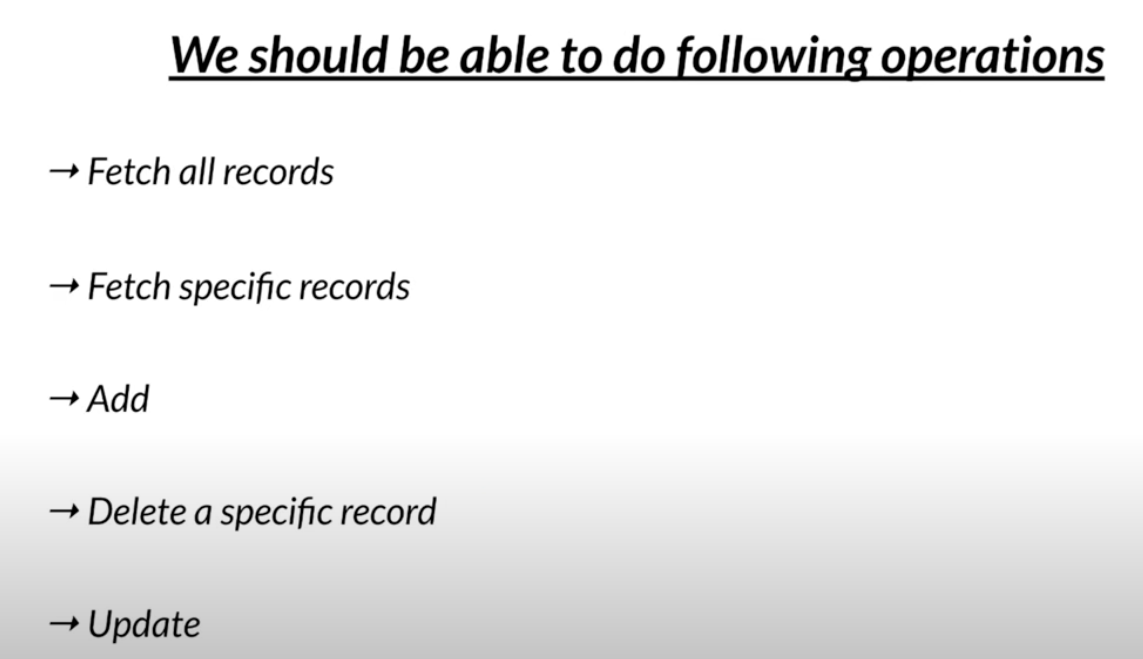 We should be able to do following operations
→ Fetch all records
→ Fetch specific records
→ Add
→ Delete a specific record
→ Update